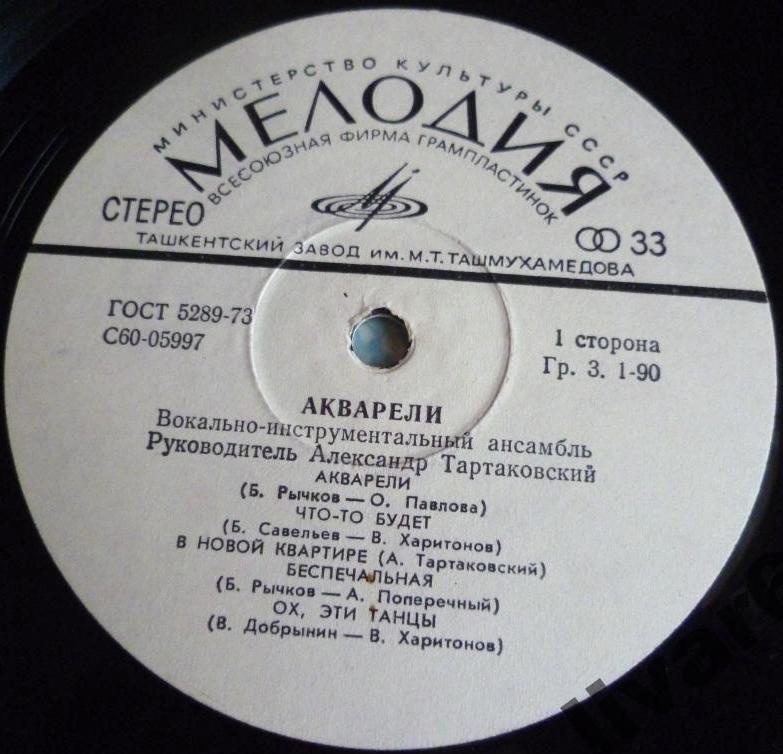 МИНИСТЕРСТВО КУЛЬТУРЫ СССР
МЕЛОДИЯ
ВСЕСОЮЗНАЯ ФИРМА ГРАМПЛАСТИНОК
СТЕРЕО
33
ТАШКЕНТСКИЙ ЗАВОД ИМ. М.Т. ТАШМУХАМЕДОВА
ГОСТ 5289-73
С60-05997
1 сторона
Гр. 3. 1-90
АКВАРЕЛИ
Вокально-инструментальный ансамбль
Руководитель Александр Тартаковский
АКВАРЕЛИ
(Б. Рычков — О. Павлова)
ЧТО-ТО БУДЕТ
(Б. Савельев — В. Харитонов)
В НОВОЙ КВАРТИРЕ (А. Тартаковский)
БЕСПЕЧАЛЬНАЯ
(Б. Рычков — А. Поперечный)
ОХ, ЭТИ ТАНЦЫ
(В. Добрынин — В. Харитонов)